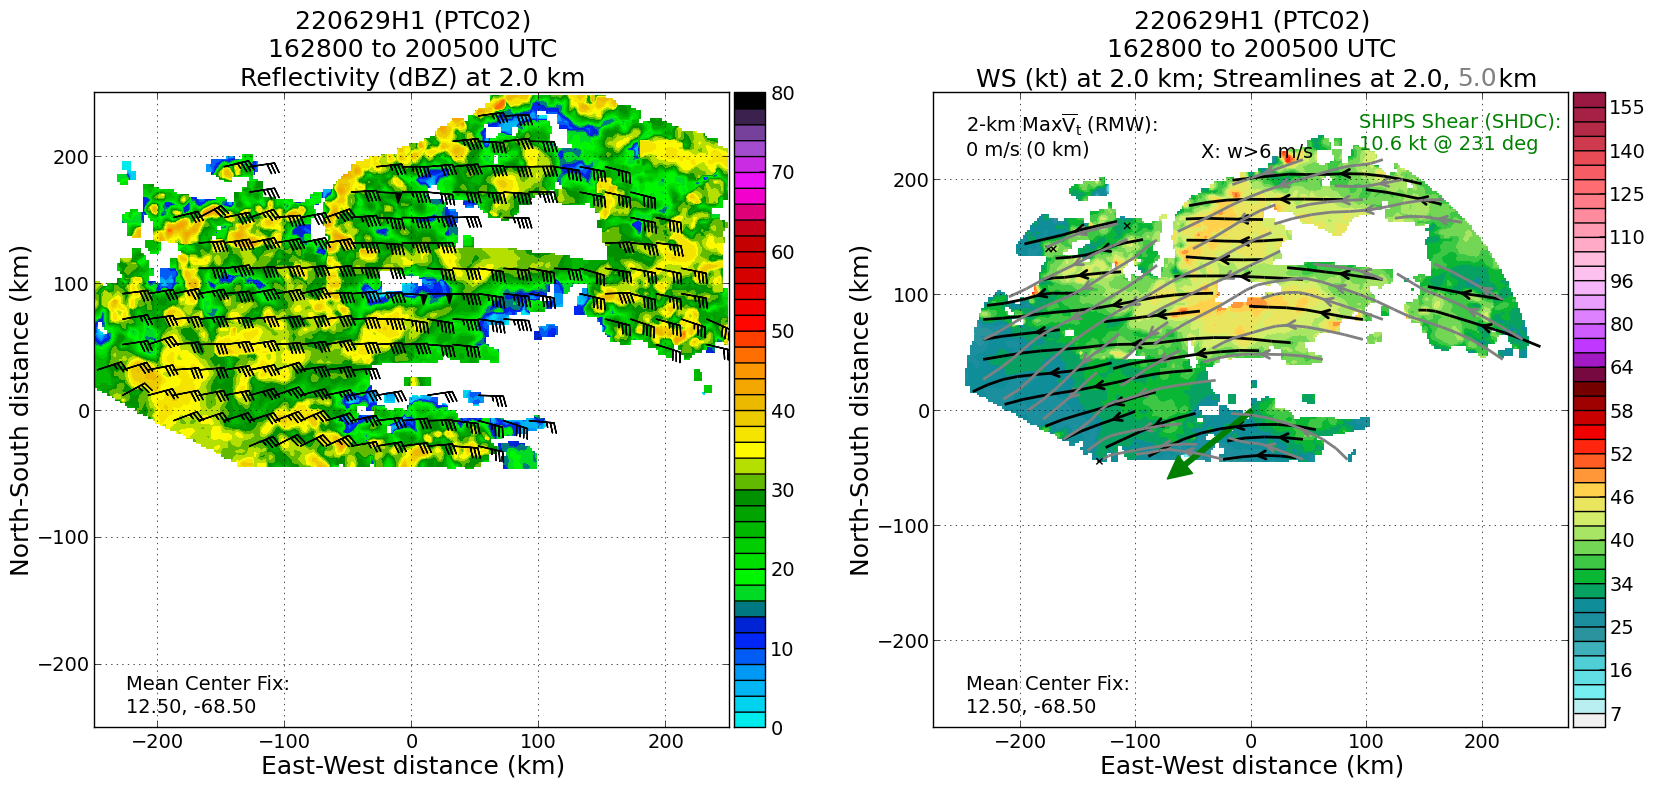 220629H1 (PTC02)
162800 to 200500 UTC
Reflectivity (dBZ) at 2.0 km
North-South distance (km)
200
100
0
−100
−200
−200
−100
0
100
200
East-West distance (km)
Mean Center Fix:
12.50, -68.50
80
70
60
50
40
30
20
10
0
220629H1 (PTC02)
162800 to 200500 UTC
WS (kt) at 2.0 km; Streamlines at 2.0, 5.0km
2-km MaxV̅t (RMW):
0 m/s (0 km)
X: w>6 m/s
SHIPS Shear (SHDC):
10.6 kt @ 231 deg
North-South distance (km)
200
100
0
−100
−200
−200
−100
0
100
200
East-West distance (km)
Mean Center Fix:
12.50, -68.50
155
140
125
110
96
80
64
58
52
46
40
34
25
16
7